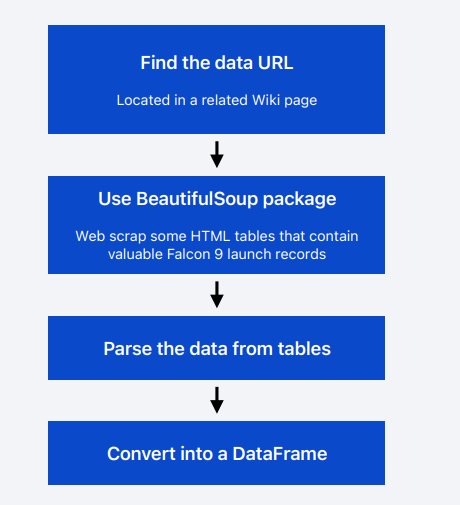 Find the data URL
Located in a related Wiki page
Use BeautifulSoup package
Web scrap some HTML tables that contain
valuable Falcon 9 launch records
Parse the data from tables
Convert into a DataFrame